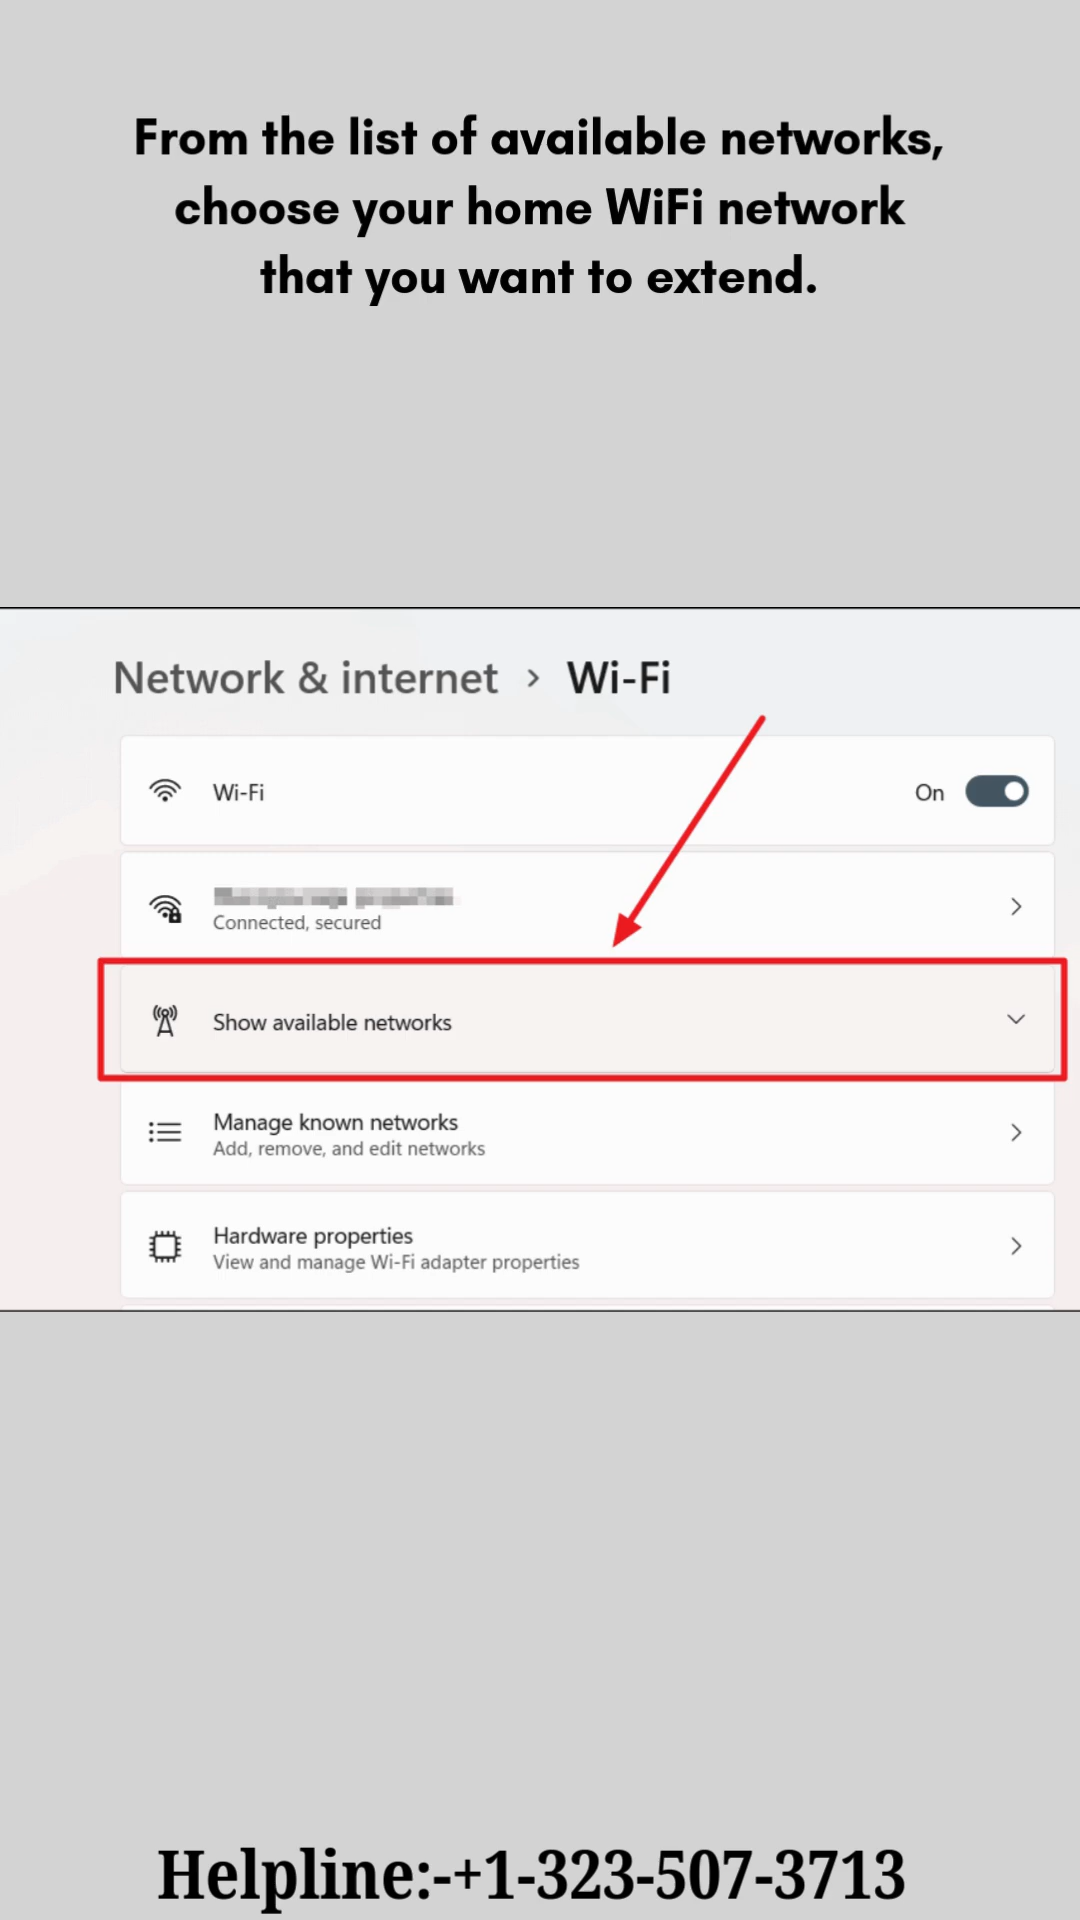 From the list of available networks,
choose your home WiFi network
that you want to extend.
Network & internet > Wi-Fi
Wi-Fi
On
Connected, secured
Show available networks
Manage known networks
Add, remove, and edit networks
Hardware properties
View and manage Wi-Fi adapter properties
Helpline:-+1-323-507-3713